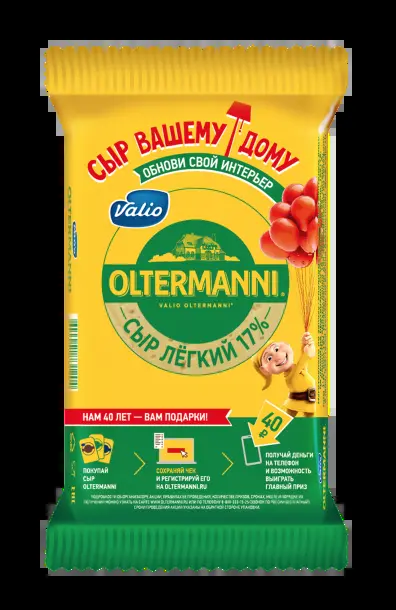 СЫР ВАШЕМУ ДОМУ
ОБНОВИ СВОЙ ИНТЕРЬЕР
Valio
OLTERMANNI
VALIO OLTERMANNI®
OLTERMANNI®
СЫР ЛЁГКИЙ 17%
НАМ 40 ЛЕТ — ВАМ ПОДАРКИ!
40
₽
ПОКУПАЙ
СЫР
OLTERMANNI
СОХРАНЯЙ ЧЕК
И РЕГИСТРИРУЙ ЕГО
НА OLTERMANNI.RU
ПОЛУЧАЙ ДЕНЬГИ
НА ТЕЛЕФОН
И ВОЗМОЖНОСТЬ
ВЫИГРАТЬ
ГЛАВНЫЙ ПРИЗ